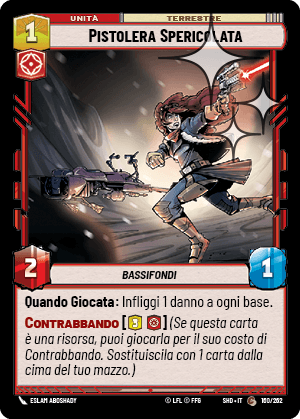 UNITÀ
TERRESTRE
1
PISTOLERA SPERICOLATA
2
1
BASSIFONDI
Quando Giocata: Infliggi 1 danno a ogni base.
CONTRABBANDO [3 ] (Se questa carta
è una risorsa, puoi giocarla per il suo costo di
Contrabbando. Sostituiscila con 1 carta dalla
cima del tuo mazzo.)
ESLAM ABOSHADY
© LFL © FFG
SHD • IT
160/262